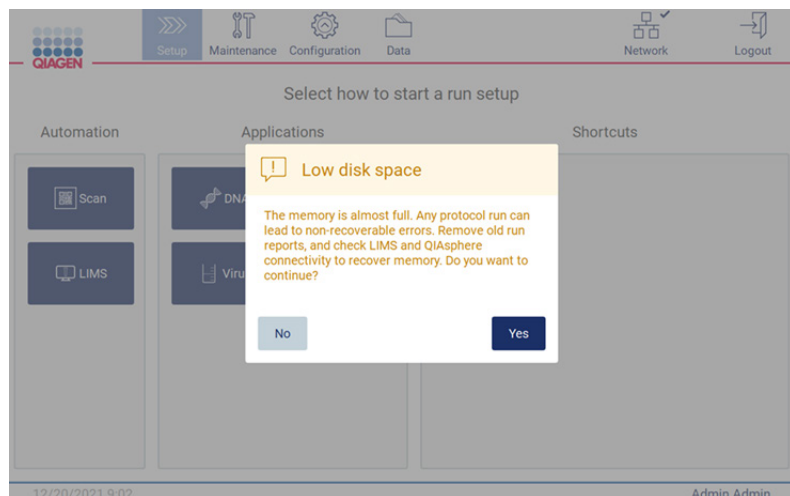 QIAGEN
Setup
Maintenance
Configuration
Data
Network
Logout
Select how to start a run setup
Automation
Applications
Shortcuts
Scan
DNA
LIMS
Viru
Low disk space
The memory is almost full. Any protocol run can
lead to non-recoverable errors. Remove old run
reports, and check LIMS and QIAsphere
connectivity to recover memory. Do you want to
continue?
No
Yes
12/20/2021 9:02
Admin Admin